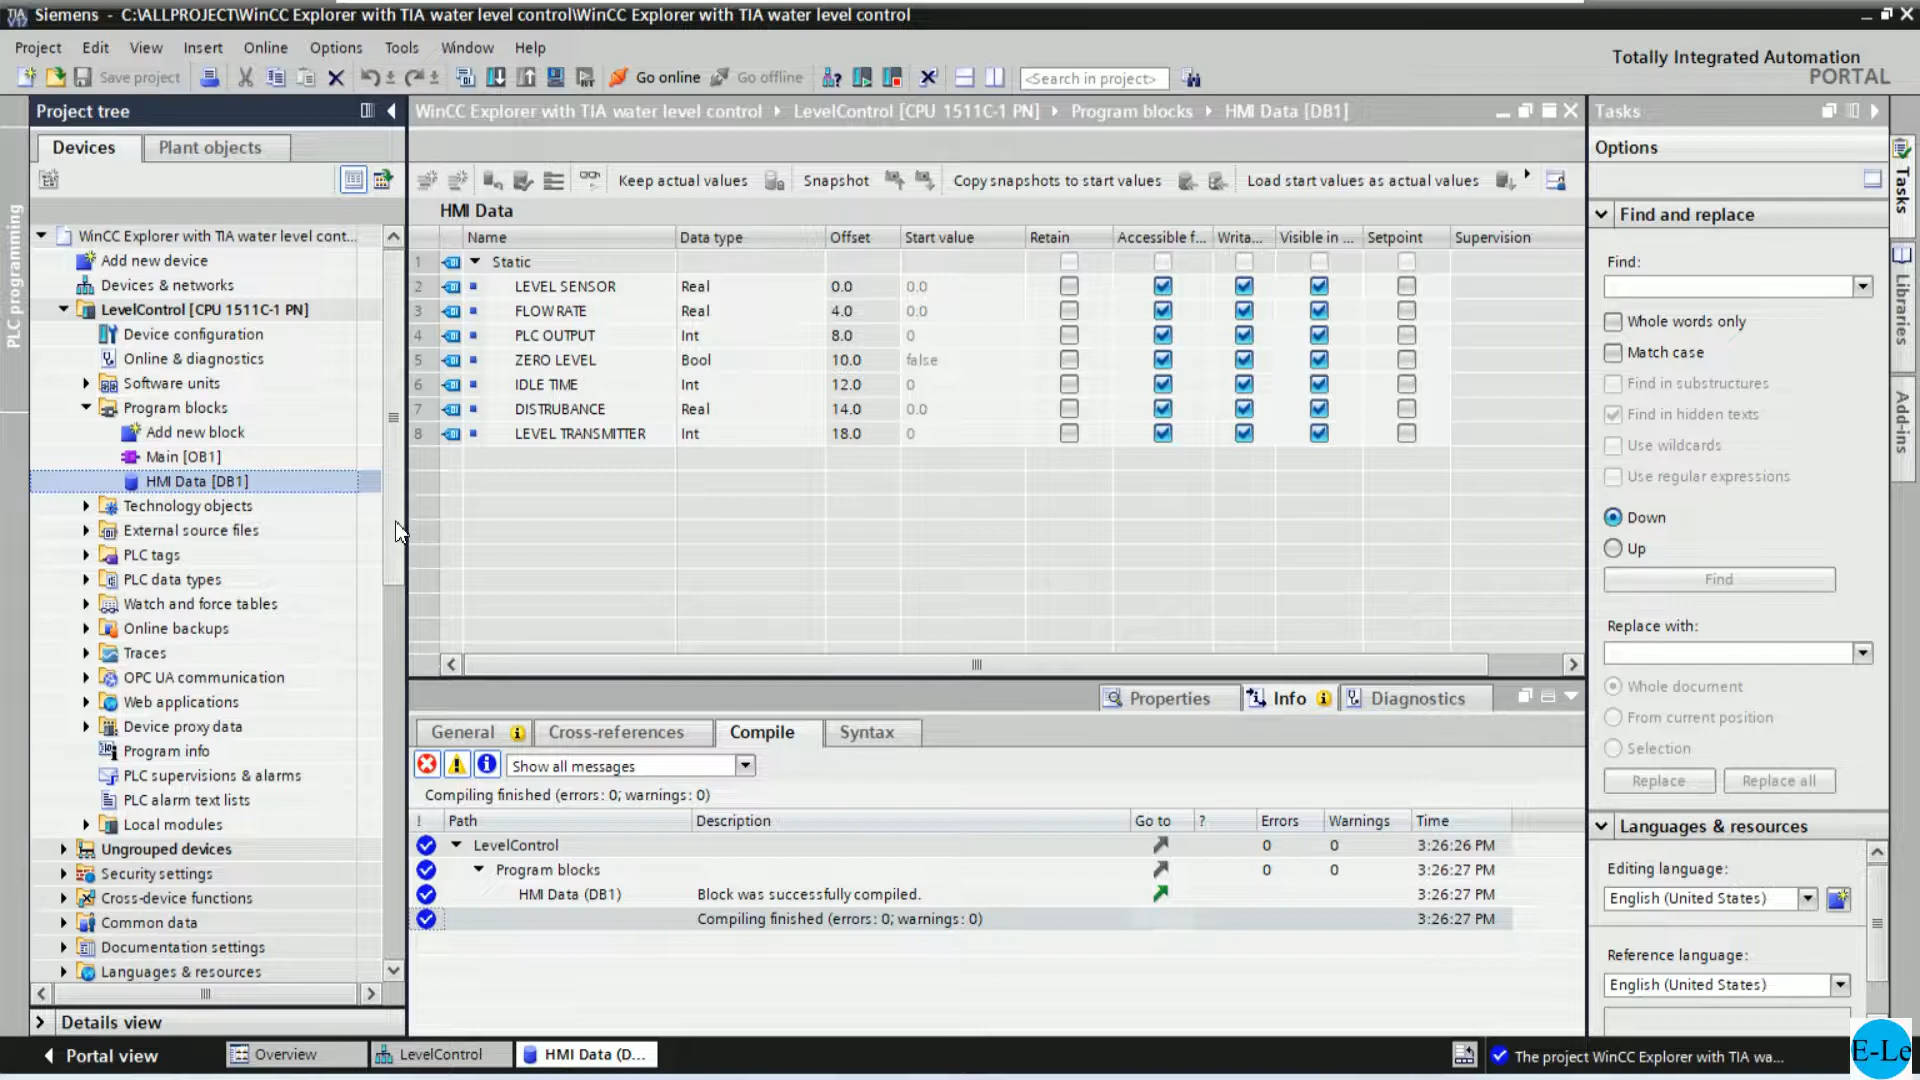 Siemens - C:\ALLPROJECT\WinCC Explorer with TIA water level control\WinCC Explorer with TIA water level control
Project Edit View Insert Online Options Tools Window Help
Totally Integrated Automation
PORTAL
Save project Go online Go offline <Search in project>
Project tree
WinCC Explorer with TIA water level control LevelControl [CPU 1511C-1 PN] Program blocks HMI Data [DB1]
Tasks
Devices Plant objects
Options
Keep actual values Snapshot Copy snapshots to start values Load start values as actual values
PLC programming
Tasks
Libraries
Add-ins
WinCC Explorer with TIA water level cont...
Add new device
Devices & networks
LevelControl [CPU 1511C-1 PN]
Device configuration
Online & diagnostics
Software units
Program blocks
Add new block
Main [OB1]
HMI Data [DB1]
Technology objects
External source files
PLC tags
PLC data types
Watch and force tables
Online backups
Traces
OPC UA communication
Web applications
Device proxy data
Program info
PLC supervisions & alarms
PLC alarm text lists
Local modules
Ungrouped devices
Security settings
Cross-device functions
Common data
Documentation settings
Languages & resources
Details view
HMI Data
Name Data type Offset Start value Retain Accessible f... Writa... Visible in ... Setpoint Supervision
1 Static
2 LEVEL SENSOR Real 0.0 0.0
3 FLOW RATE Real 4.0 0.0
4 PLC OUTPUT Int 8.0 0
5 ZERO LEVEL Bool 10.0 false
6 IDLE TIME Int 12.0 0
7 DISTRUBANCE Real 14.0 0.0
8 LEVEL TRANSMITTER Int 18.0 0
Properties Info Diagnostics
General Cross-references Compile Syntax
Show all messages
Compiling finished (errors: 0; warnings: 0)
! Path Description Go to ? Errors Warnings Time
LevelControl 0 0 3:26:26 PM
Program blocks 0 0 3:26:27 PM
HMI Data (DB1) Block was successfully compiled. 3:26:27 PM
Compiling finished (errors: 0; warnings: 0) 3:26:27 PM
Find and replace
Find:
Whole words only
Match case
Find in substructures
Find in hidden texts
Use wildcards
Use regular expressions
Down
Up
Find
Replace with:
Whole document
From current position
Selection
Replace Replace all
Languages & resources
Editing language:
English (United States)
Reference language:
English (United States)
Portal view Overview LevelControl HMI Data (D... The project WinCC Explorer with TIA wa...
E-Le